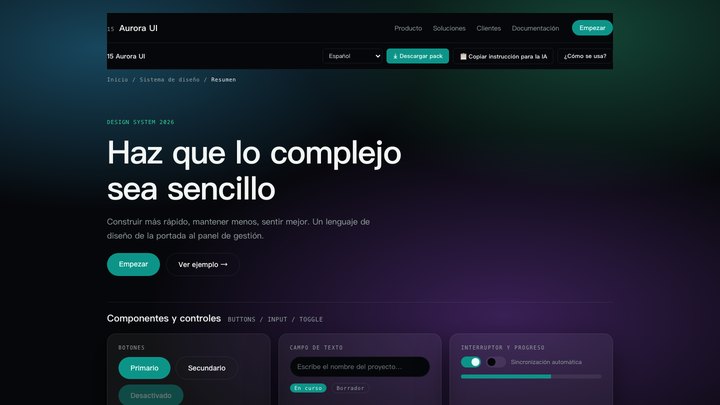 15 Aurora UI
Producto Soluciones Clientes Documentación Empezar
15 Aurora UI
Español Descargar pack Copiar instrucción para la IA ¿Cómo se usa?
Inicio / Sistema de diseño / Resumen
DESIGN SYSTEM 2026
Haz que lo complejo
sea sencillo
Construir más rápido, mantener menos, sentir mejor. Un lenguaje de
diseño de la portada al panel de gestión.
Empezar Ver ejemplo →
Componentes y controles BUTTONS / INPUT / TOGGLE
BOTONES
Primario Secundario
Desactivado
CAMPO DE TEXTO
Escribe el nombre del proyecto...
En curso Borrador
INTERRUPTOR Y PROGRESO
Sincronización automática